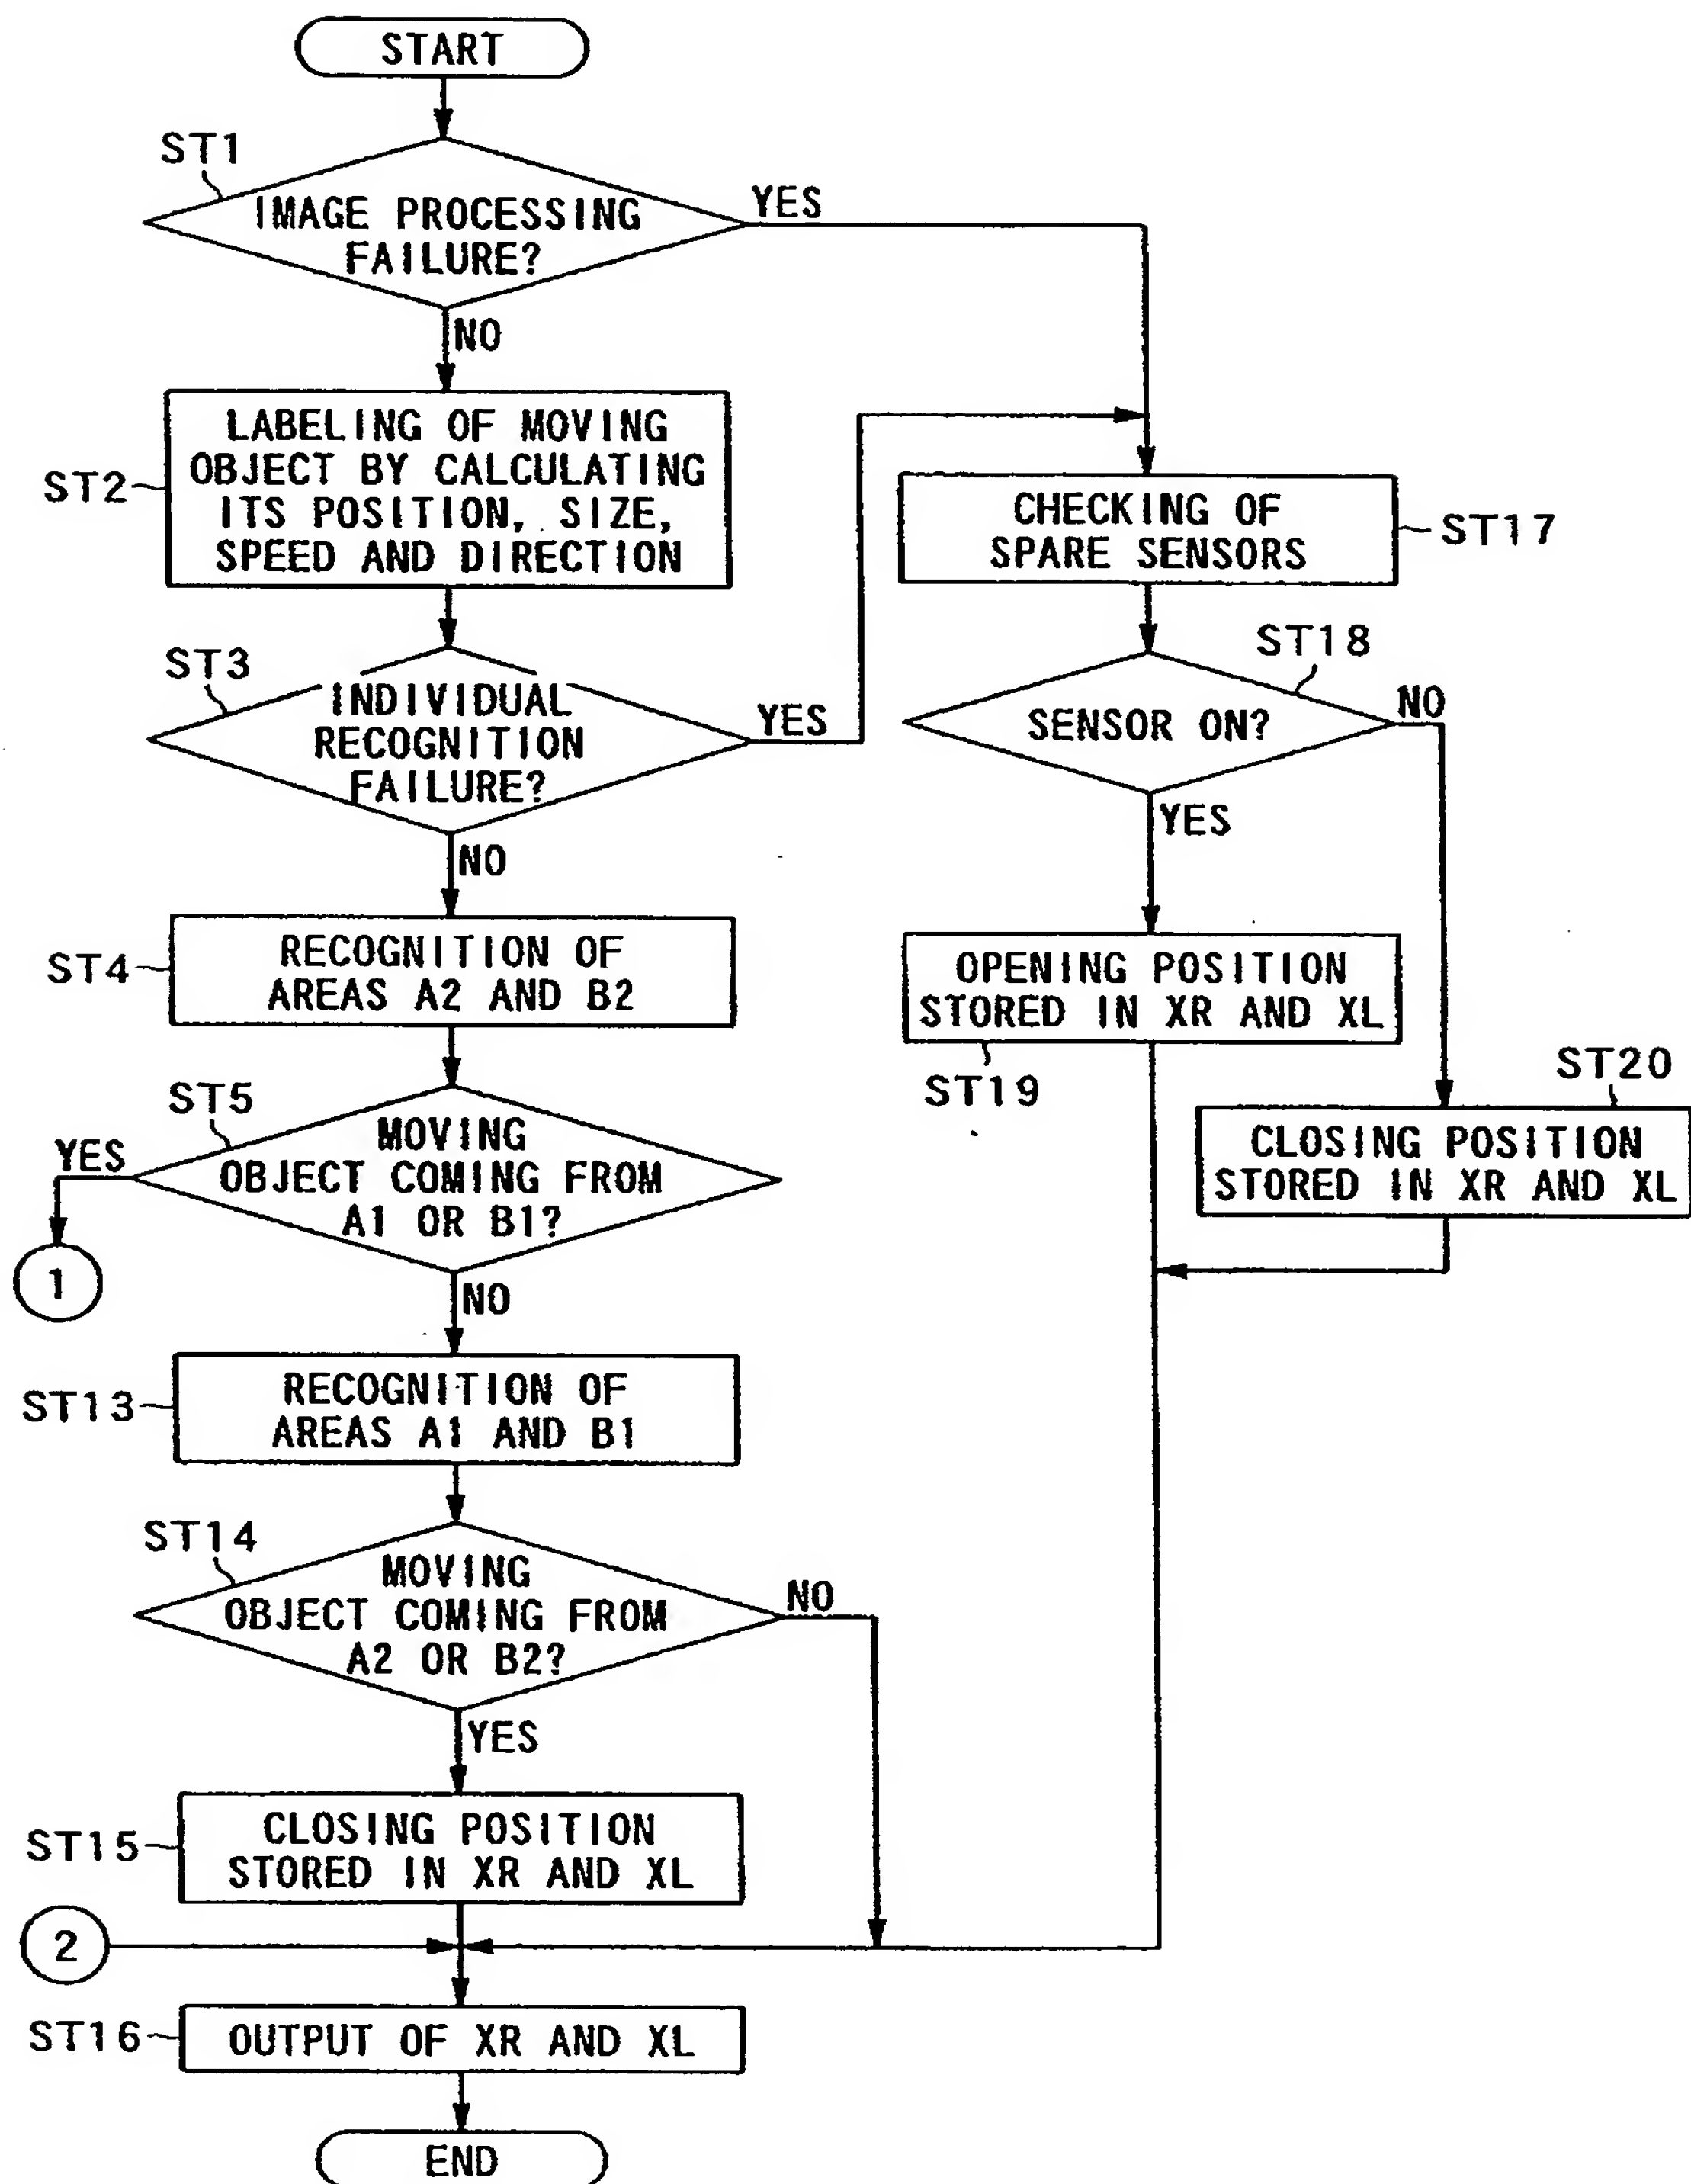 START
ST1
IMAGE PROCESSING
FAILURE?
YES
NO
ST2
LABELING OF MOVING
OBJECT BY CALCULATING
ITS POSITION, SIZE,
SPEED AND DIRECTION
CHECKING OF
SPARE SENSORS
ST17
ST3
INDIVIDUAL
RECOGNITION
FAILURE?
YES
NO
ST18
SENSOR ON?
NO
YES
ST4
RECOGNITION OF
AREAS A2 AND B2
OPENING POSITION
STORED IN XR AND XL
ST19
ST20
CLOSING POSITION
STORED IN XR AND XL
ST5
MOVING
OBJECT COMING FROM
A1 OR B1?
YES
1
NO
ST13
RECOGNITION OF
AREAS A1 AND B1
ST14
MOVING
OBJECT COMING FROM
A2 OR B2?
NO
YES
ST15
CLOSING POSITION
STORED IN XR AND XL
2
ST16
OUTPUT OF XR AND XL
END